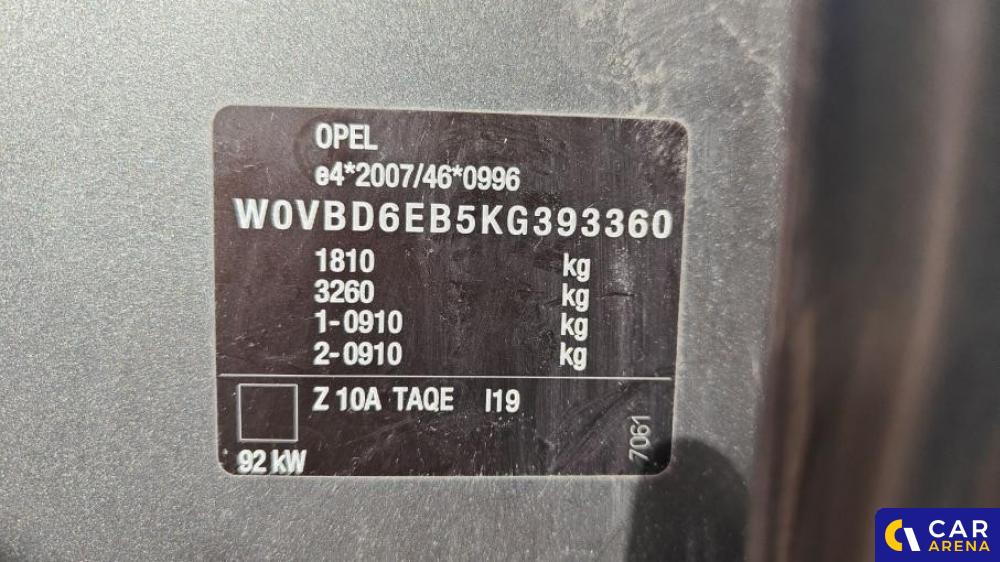 OPEL
e4*2007/46*0996
W0VBD6EB5KG393360
1810 kg
3260 kg
1-0910 kg
2-0910 kg
Z 10A TAQE I19
7061
92 kW
CAR
ARENA